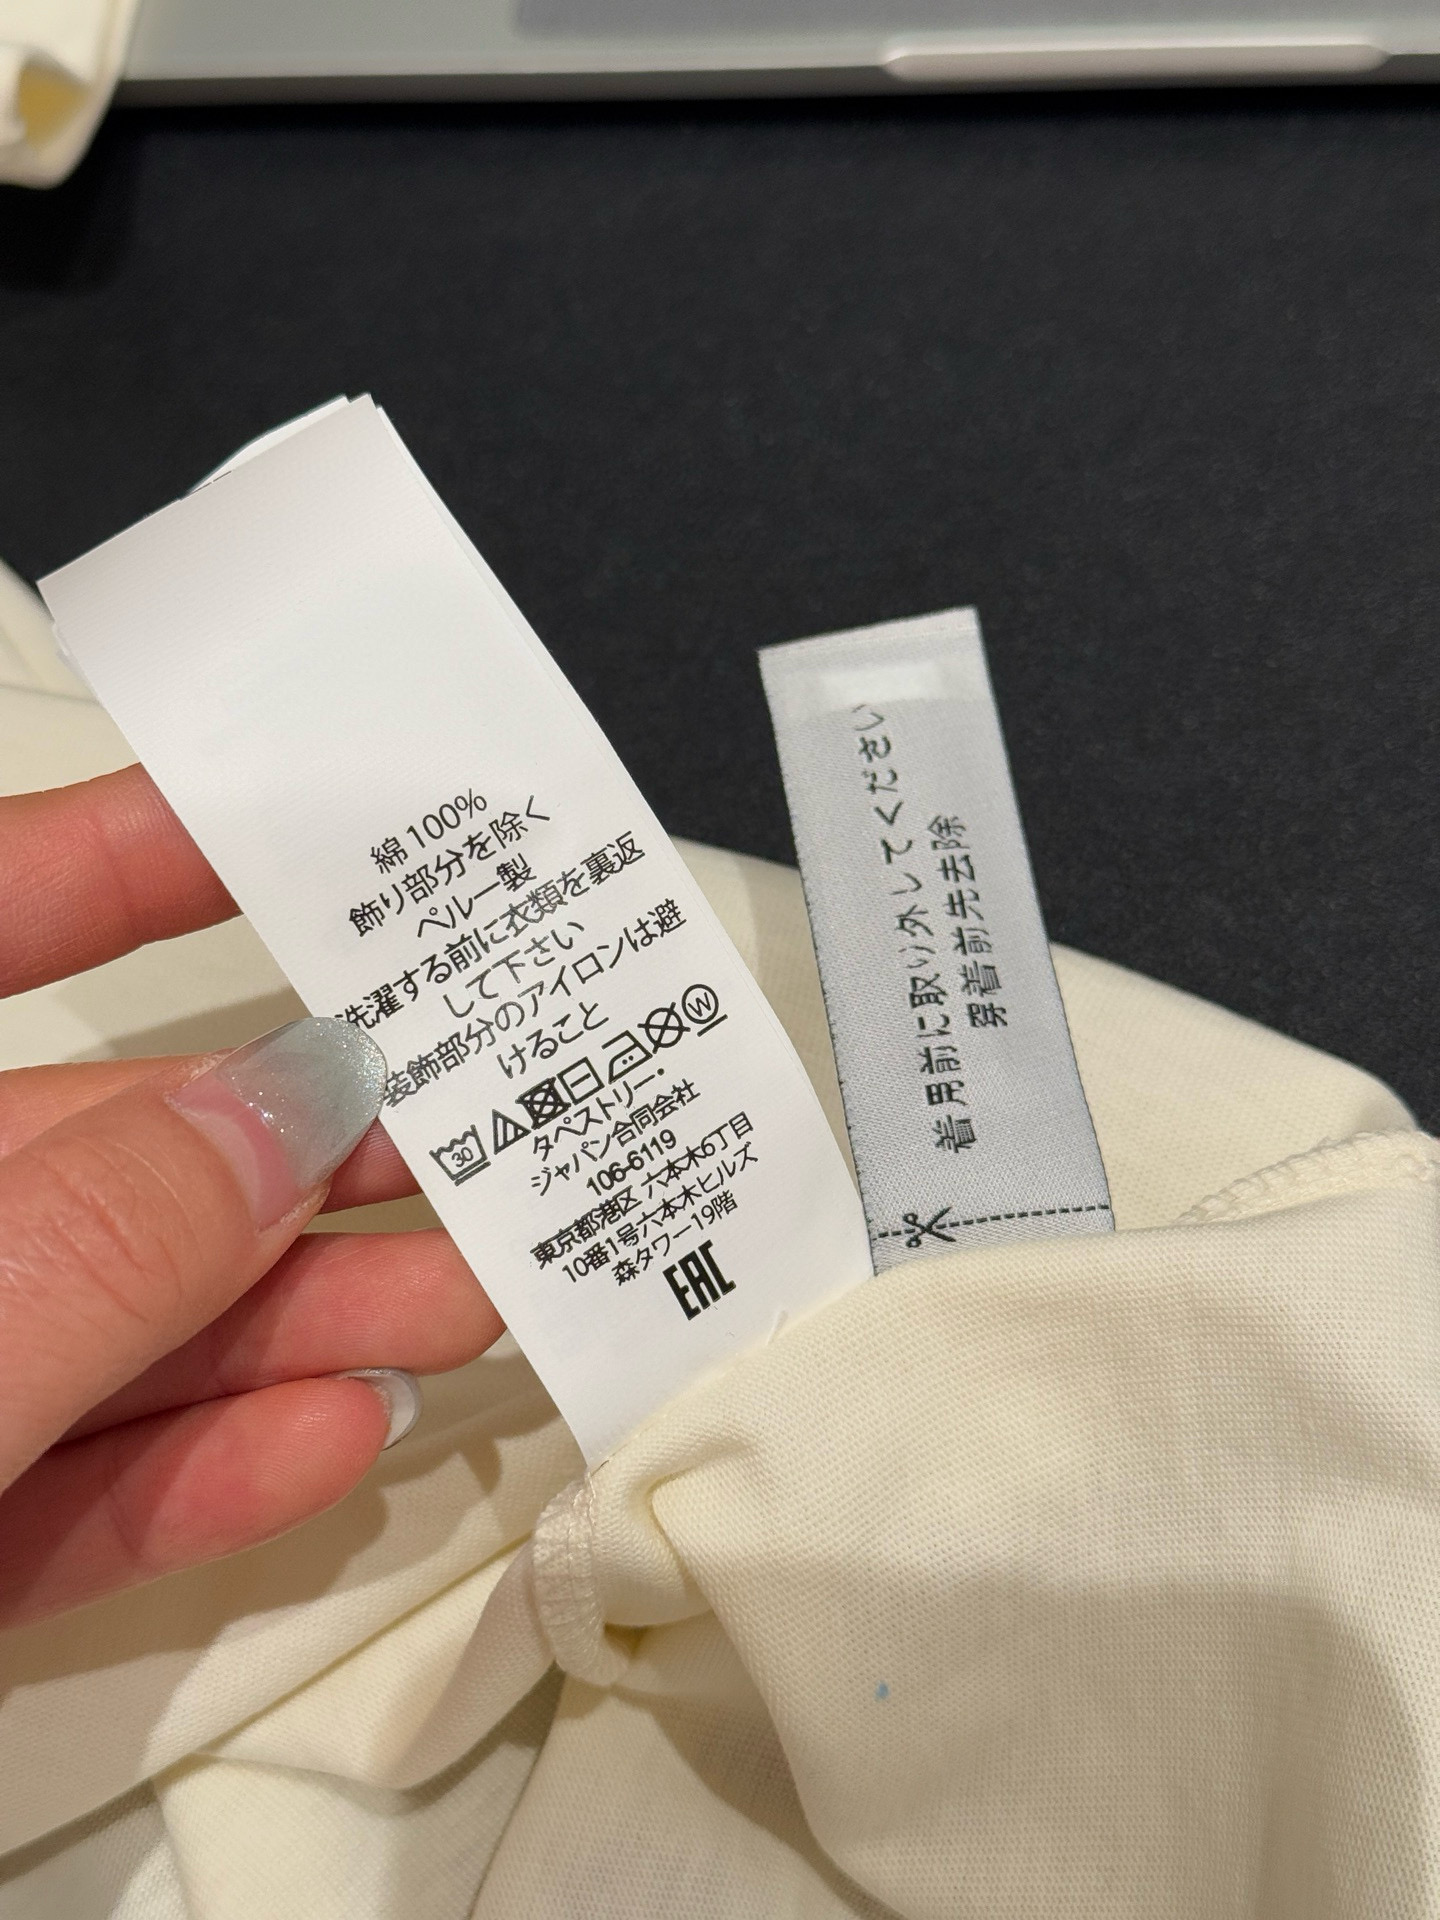 綿100%
飾り部分を除く
ペルー製
洗濯する前に衣類を裏返
して下さい
装飾部分のアイロンは避
けること
30 W
タペストリー・
ジャパン合同会社
106-6119
東京都港区 六本木6丁目
10番1号六本木ヒルズ
森タワー19階
EAC
着用前に取り外してください
穿着前先去除